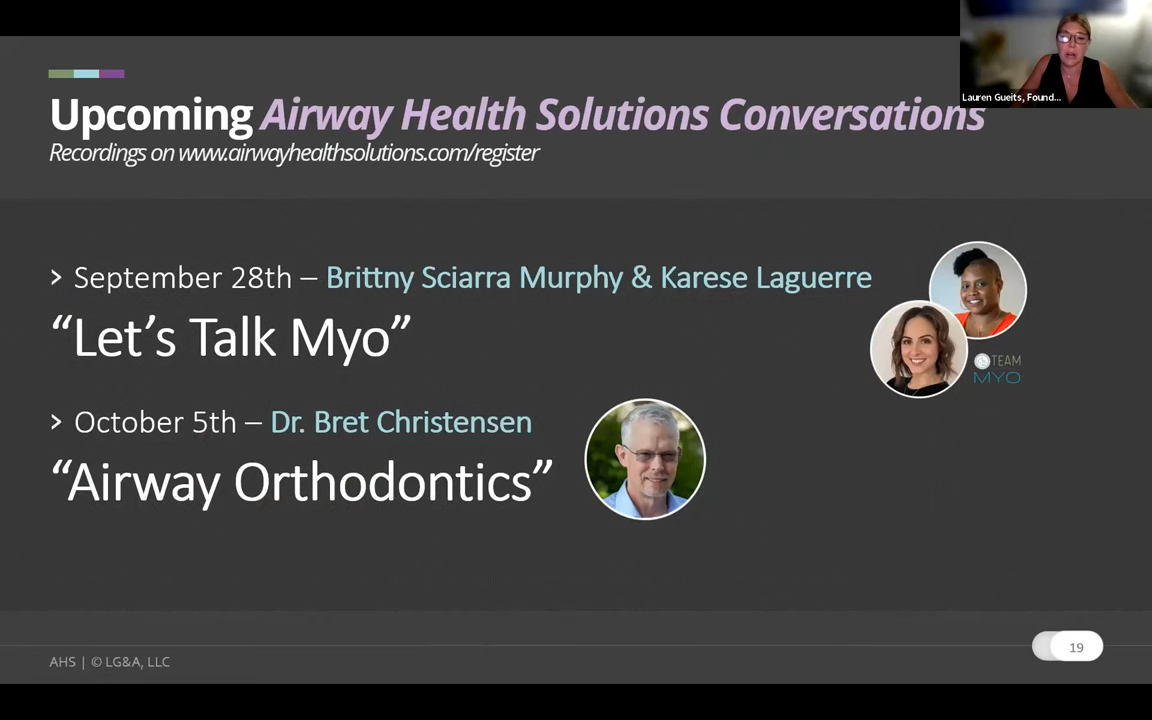 Lauren Gueits, Found...
Upcoming Airway Health Solutions Conversations
Recordings on www.airwayhealthsolutions.com/register
› September 28th – Brittny Sciarra Murphy & Karese Laguerre
“Let’s Talk Myo”
TEAM
MYO
› October 5th – Dr. Bret Christensen
“Airway Orthodontics”
AHS | © LG&A, LLC
19